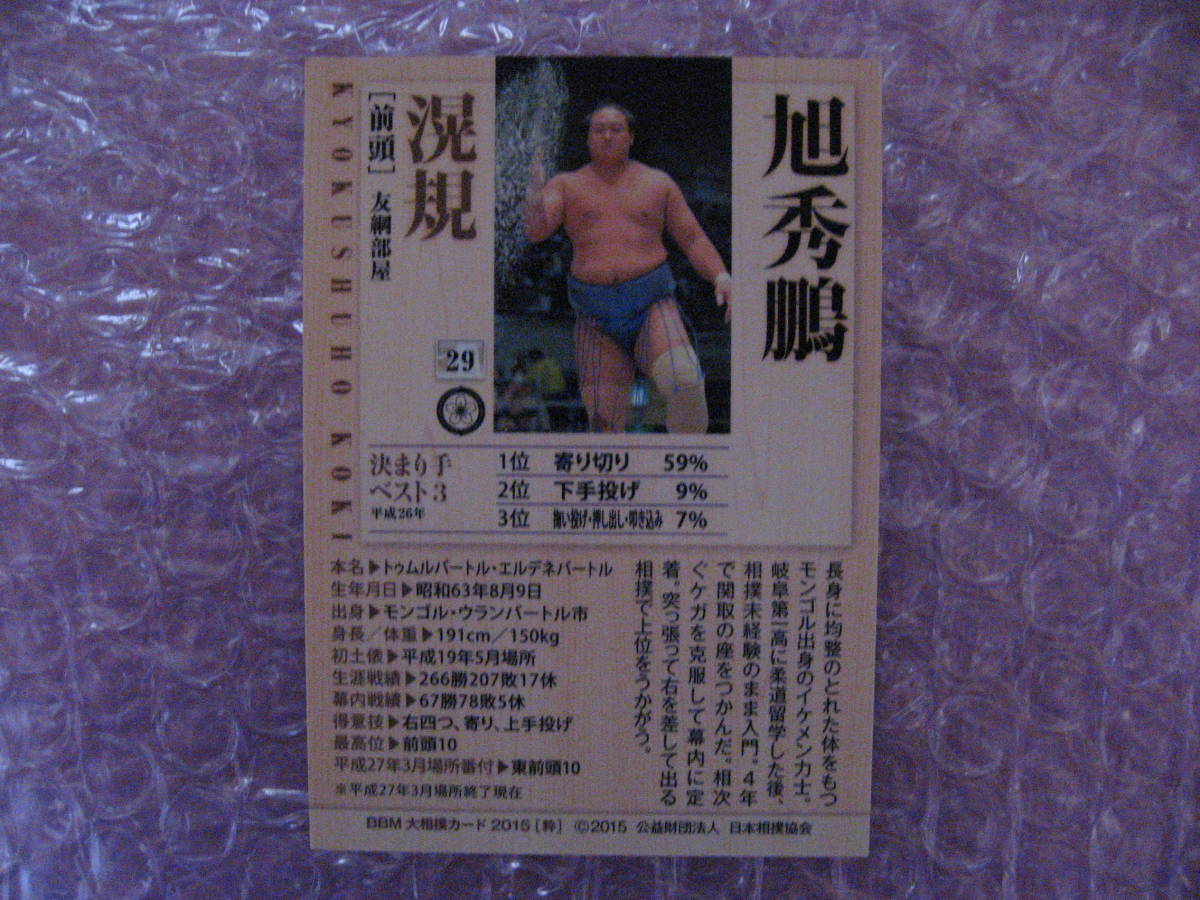 旭秀鵬
滉規
[前頭] 友綱部屋
KYOKUSHUHO KOKI
29
決まり手
ベスト3
平成26年
1位 寄り切り 59%
2位 下手投げ 9%
3位 掬い投げ・押し出し・叩き込み 7%
本名▶トゥムルバートル・エルデネバートル
生年月日▶昭和63年8月9日
出身▶モンゴル・ウランバートル市
身長／体重▶191cm／150kg
初土俵▶平成19年5月場所
生涯戦績▶266勝207敗17休
幕内戦績▶67勝78敗5休
得意技▶右四つ、寄り、上手投げ
最高位▶前頭10
平成27年3月場所番付▶東前頭10
※平成27年3月場所終了現在
長身に均整のとれた体をもつ
モンゴル出身のイケメン力士。
岐阜第一高に柔道留学した後、
相撲未経験のまま入門。4年
で関取の座をつかんだ。相次
ぐケガを克服して幕内に定
着。突っ張って右を差して出る
相撲で上位をうかがう。
BBM 大相撲カード 2015［粋］ ©2015 公益財団法人 日本相撲協会